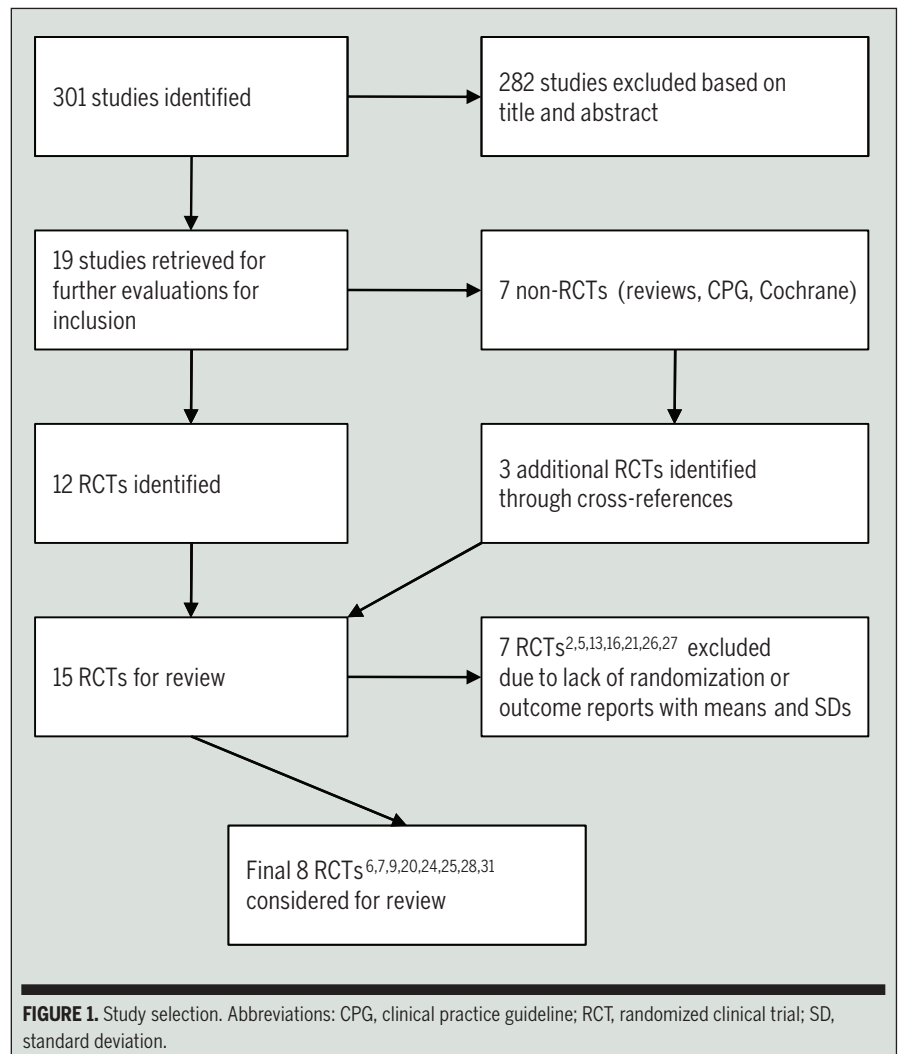 301 studies identified
282 studies excluded based on
title and abstract
19 studies retrieved for
further evaluations for
inclusion
7 non-RCTs (reviews, CPG, Cochrane)
12 RCTs identified
3 additional RCTs identified
through cross-references
15 RCTs for review
7 RCTs2,5,13,16,21,26,27 excluded
due to lack of randomization or
outcome reports with means and SDs
Final 8 RCTs6,7,9,20,24,25,28,31
considered for review
FIGURE 1. Study selection. Abbreviations: CPG, clinical practice guideline; RCT, randomized clinical trial; SD,
standard deviation.